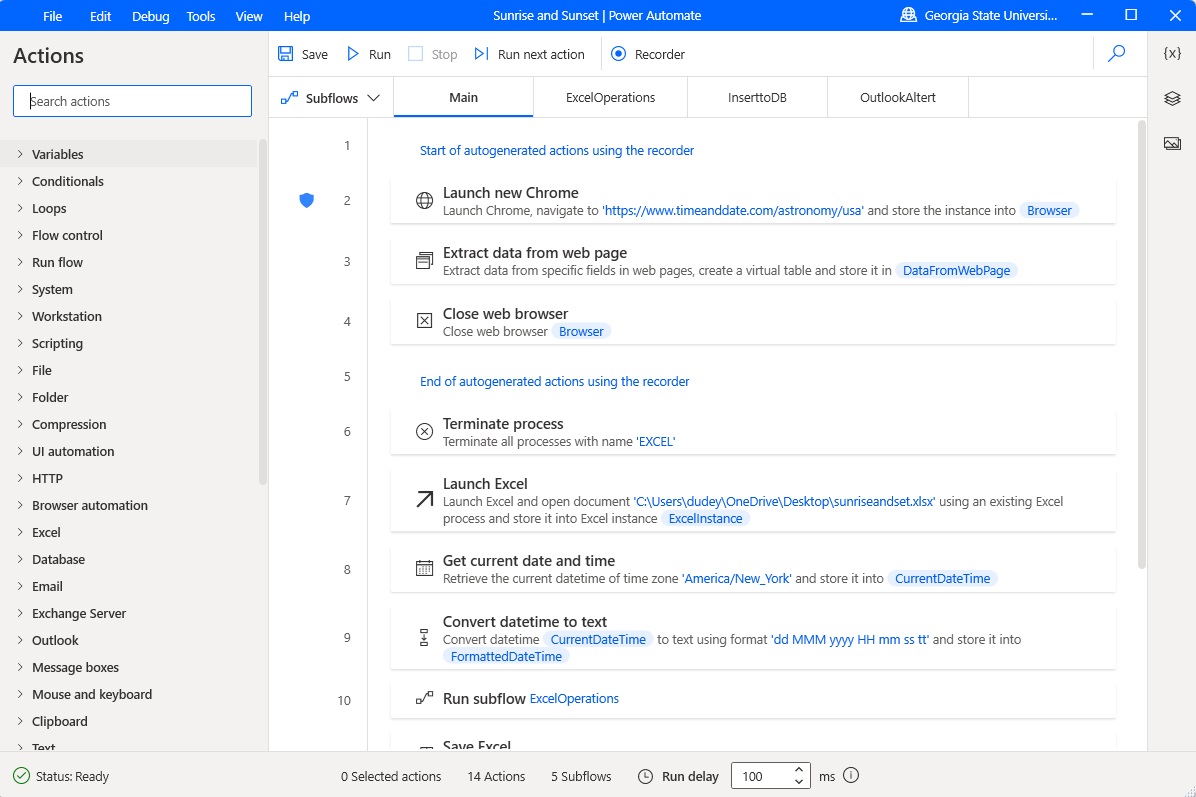 File Edit Debug Tools View Help Sunrise and Sunset | Power Automate Georgia State Universi...
Actions
Save Run Stop Run next action Recorder {x}
Search actions
Subflows Main ExcelOperations InserttoDB OutlookAltert
Variables
Conditionals
Loops
Flow control
Run flow
System
Workstation
Scripting
File
Folder
Compression
UI automation
HTTP
Browser automation
Excel
Database
Email
Exchange Server
Outlook
Message boxes
Mouse and keyboard
Clipboard
Text
1
Start of autogenerated actions using the recorder
2
Launch new Chrome
Launch Chrome, navigate to 'https://www.timeanddate.com/astronomy/usa' and store the instance into Browser
3
Extract data from web page
Extract data from specific fields in web pages, create a virtual table and store it in DataFromWebPage
4
Close web browser
Close web browser Browser
5
End of autogenerated actions using the recorder
6
Terminate process
Terminate all processes with name 'EXCEL'
7
Launch Excel
Launch Excel and open document 'C:\Users\dudey\OneDrive\Desktop\sunriseandset.xlsx' using an existing Excel
process and store it into Excel instance ExcelInstance
8
Get current date and time
Retrieve the current datetime of time zone 'America/New_York' and store it into CurrentDateTime
9
Convert datetime to text
Convert datetime CurrentDateTime to text using format 'dd MMM yyyy HH mm ss tt' and store it into
FormattedDateTime
10
Run subflow ExcelOperations
Save Excel
Status: Ready 0 Selected actions 14 Actions 5 Subflows Run delay 100 ms